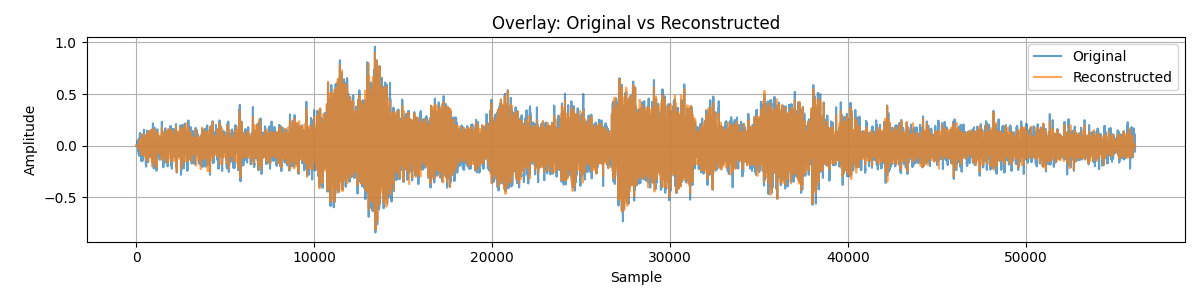 Overlay: Original vs Reconstructed
Original
Reconstructed
Amplitude
1.0
0.5
0.0
−0.5
0
10000
20000
30000
40000
50000
Sample